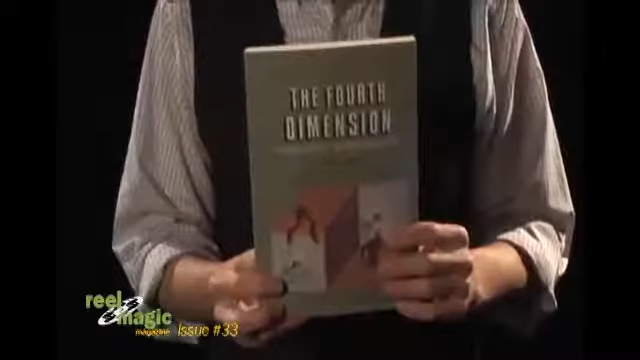 THE FOURTH
DIMENSION
reel
magic
magazine
Issue #33